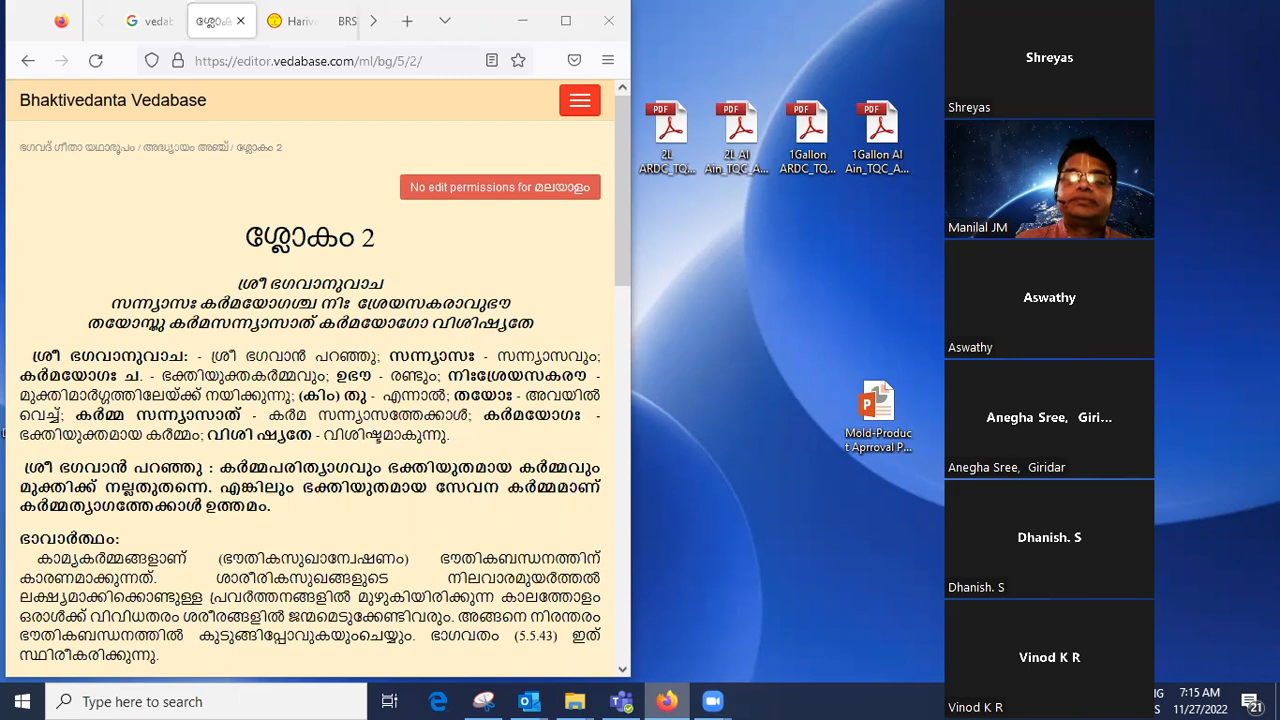 vedab
ശ്ലോക
Hariv
BRS
https://editor.vedabase.com/ml/bg/5/2/
Bhaktivedanta Vedabase
ഭഗവദ് ഗീതാ യഥാരൂപം / അദ്ധ്യായം അഞ്ച് / ശ്ലോകം 2
No edit permissions for മലയാളം
ശ്ലോകം 2
ശ്രീ ഭഗവാനുവാച
സന്ന്യാസഃ കർമയോഗശ്ച നിഃ ശ്രേയസകരാവുഭൗ
തയോസ്തു കർമസന്ന്യാസാത് കർമയോഗോ വിശിഷ്യതേ
ശ്രീ ഭഗവാനുവാച: - ശ്രീ ഭഗവാൻ പറഞ്ഞു; സന്ന്യാസഃ - സന്ന്യാസവും;
കർമയോഗഃ ച. - ഭക്തിയുക്തകർമ്മവും; ഉഭൗ - രണ്ടും; നിഃശ്രേയസകരൗ -
മുക്തിമാർഗ്ഗത്തിലേയ്ക്ക് നയിക്കുന്നു; (കിം) തു - എന്നാൽ; തയോഃ - അവയിൽ
വെച്ച്; കർമ്മ സന്ന്യാസാത് - കർമ സന്ന്യാസത്തേക്കാൾ; കർമയോഗഃ -
ഭക്തിയുക്തമായ കർമ്മം; വിശി ഷ്യതേ - വിശിഷ്ടമാകുന്നു.
ശ്രീ ഭഗവാൻ പറഞ്ഞു : കർമ്മപരിത്യാഗവും ഭക്തിയുതമായ കർമ്മവും
മുക്തിക്ക് നല്ലതുതന്നെ. എങ്കിലും ഭക്തിയുതമായ സേവന കർമ്മമാണ്
കർമ്മത്യാഗത്തേക്കാൾ ഉത്തമം.
ഭാവാർത്ഥം:
കാമ്യകർമ്മങ്ങളാണ് (ഭൗതികസുഖാന്വേഷണം) ഭൗതികബന്ധനത്തിന്
കാരണമാക്കുന്നത്. ശാരീരികസുഖങ്ങളുടെ നിലവാരമുയർത്തൽ
ലക്ഷ്യമാക്കിക്കൊണ്ടുള്ള പ്രവർത്തനങ്ങളിൽ മുഴുകിയിരിക്കുന്ന കാലത്തോളം
ഒരാൾക്ക് വിവിധതരം ശരീരങ്ങളിൽ ജന്മമെടുക്കേണ്ടിവരും. അങ്ങനെ നിരന്തരം
ഭൗതികബന്ധനത്തിൽ കുടുങ്ങിപ്പോവുകയുംചെയ്യും. ഭാഗവതം (5.5.43) ഇത്
സ്ഥിരീകരിക്കുന്നു.
PDF PDF PDF PDF
2L ARDC_TQ...
2L Al Ain_TQC_A...
1Gallon ARDC_TQ...
1Gallon Al Ain_TQC_A...
Mold-Product Aprroval P...
Shreyas
Shreyas
Manilal JM
Aswathy
Aswathy
Anegha Sree, Giri...
Anegha Sree, Giridar
Dhanish. S
Dhanish. S
Vinod K R
Vinod K R
Type here to search
7:15 AM
11/27/2022
21